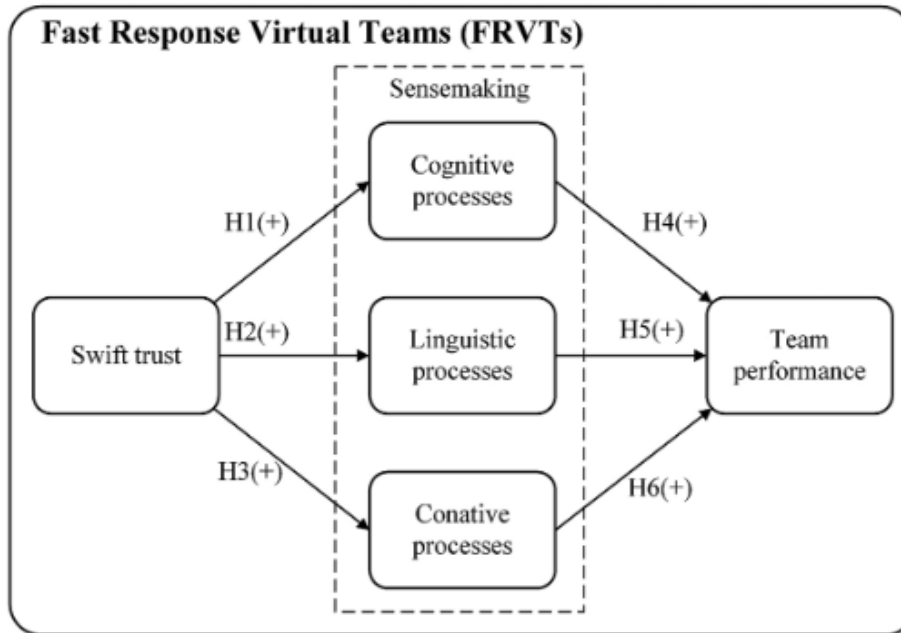 Fast Response Virtual Teams (FRVTs)
Sensemaking
Cognitive
processes
H1(+)
H4(+)
Swift trust
H2(+)
Linguistic
processes
H5(+)
Team
performance
H3(+)
H6(+)
Conative
processes